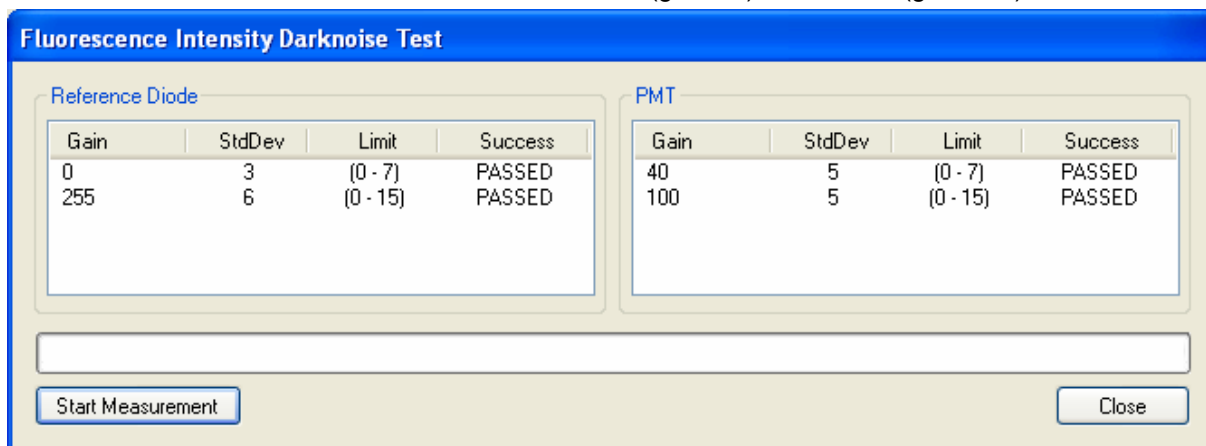 Fluorescence Intensity Darknoise Test
Reference Diode
Gain StdDev Limit Success
0 3 (0 - 7) PASSED
255 6 (0 - 15) PASSED
PMT
Gain StdDev Limit Success
40 5 (0 - 7) PASSED
100 5 (0 - 15) PASSED
Start Measurement
Close